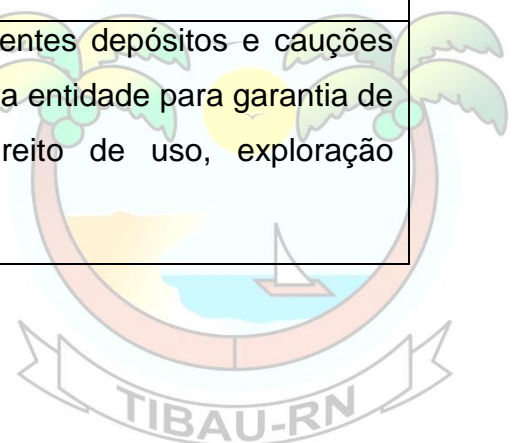 entes depósitos e cauções
a entidade para garantia de
reito de uso, exploração
TIBAU-RN